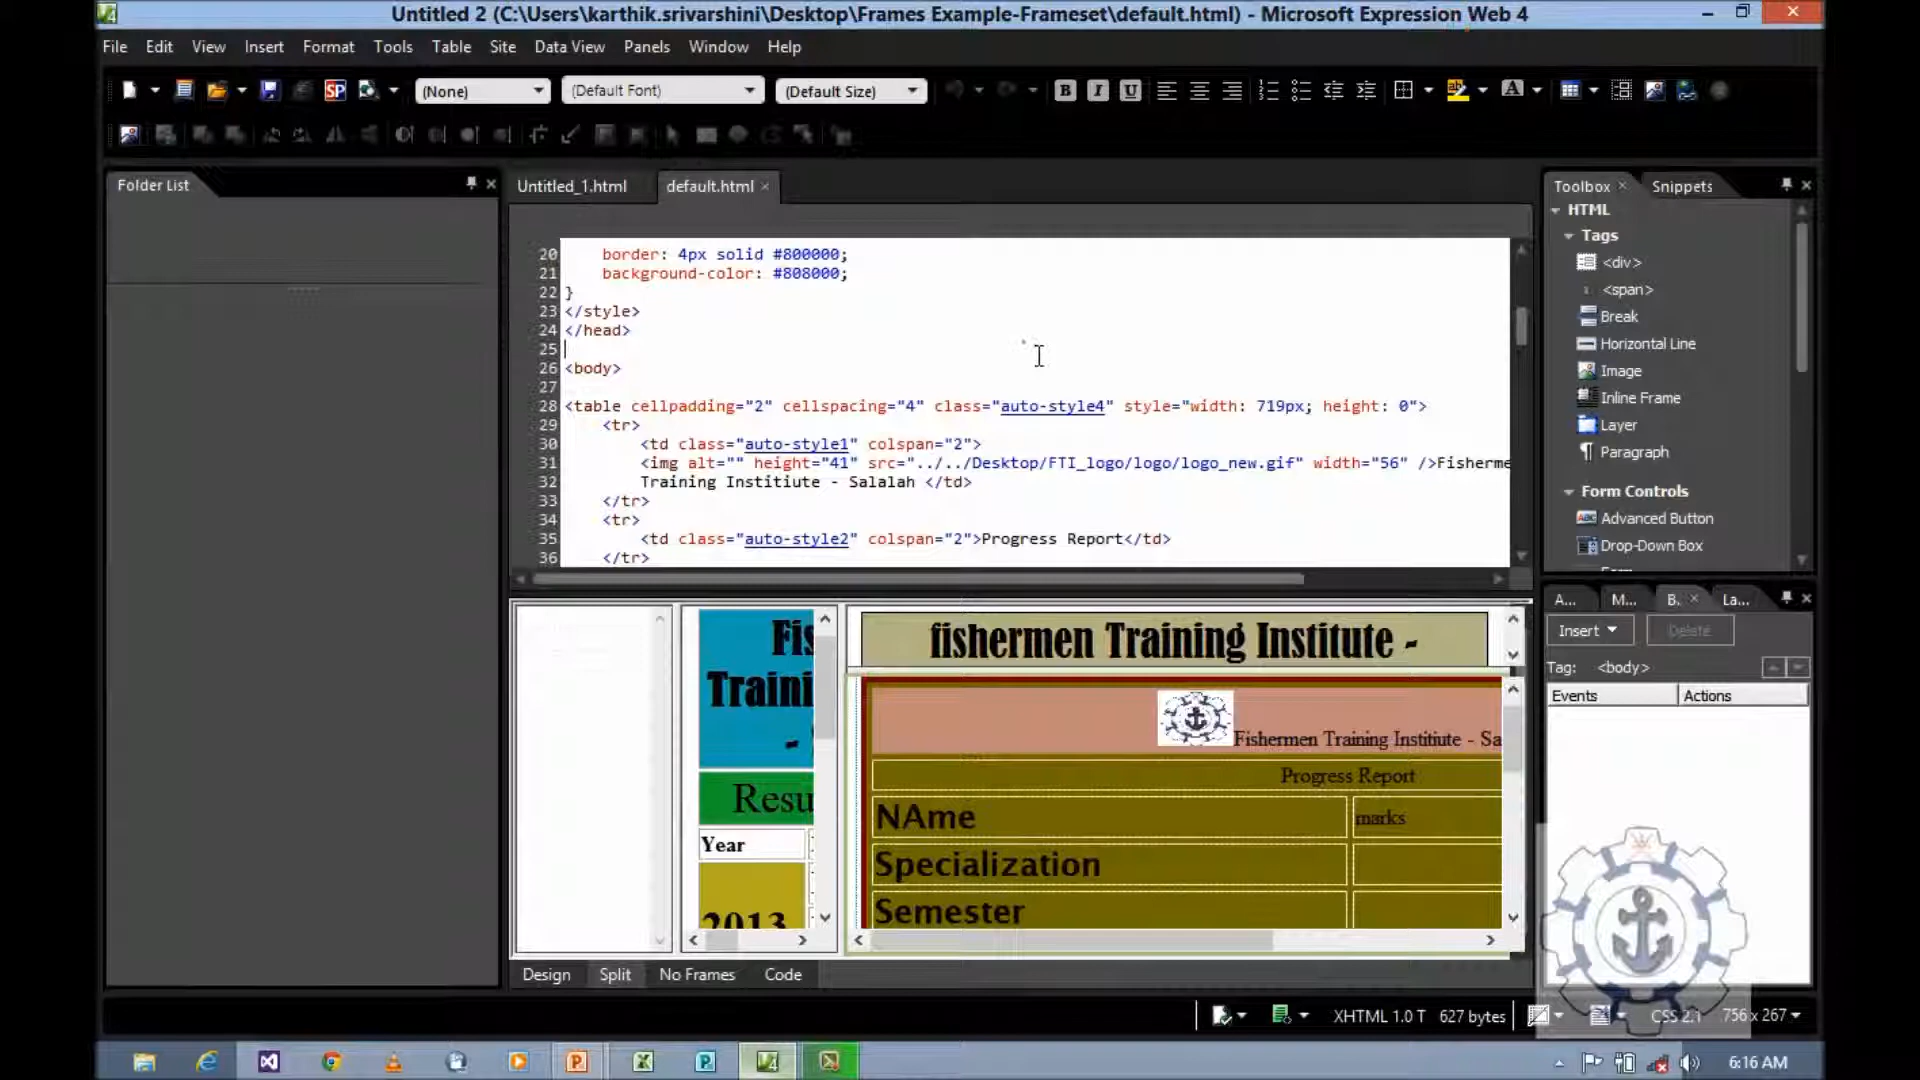 Untitled 2 (C:\Users\karthik.srivarshini\Desktop\Frames Example-Frameset\default.html) - Microsoft Expression Web 4
File Edit View Insert Format Tools Table Site Data View Panels Window Help
SP (None) (Default Font) (Default Size) B I U A
Folder List
Untitled_1.html default.html
20 border: 4px solid #800000;
21 background-color: #808000;
22 }
23 </style>
24 </head>
25
26 <body>
27
28 <table cellpadding="2" cellspacing="4" class="auto-style4" style="width: 719px; height: 0">
29 <tr>
30 <td class="auto-style1" colspan="2">
31 <img alt="" height="41" src="../../Desktop/FTI_logo/logo/logo_new.gif" width="56" />Fisherme
32 Training Institiute - Salalah </td>
33 </tr>
34 <tr>
35 <td class="auto-style2" colspan="2">Progress Report</td>
36 </tr>
Fis
Traini
-
Resu
Year
2013
fishermen Training Institute -
Fishermen Training Institiute - Sa
Progress Report
NAme marks
Specialization
Semester
Design Split No Frames Code
Toolbox Snippets
HTML
Tags
<div>
<span>
Break
Horizontal Line
Image
Inline Frame
Layer
Paragraph
Form Controls
Advanced Button
Drop-Down Box
A... M... B. La...
Insert Delete
Tag: <body>
Events Actions
XHTML 1.0 T 627 bytes CSS 2.1 756 x 267
6:16 AM